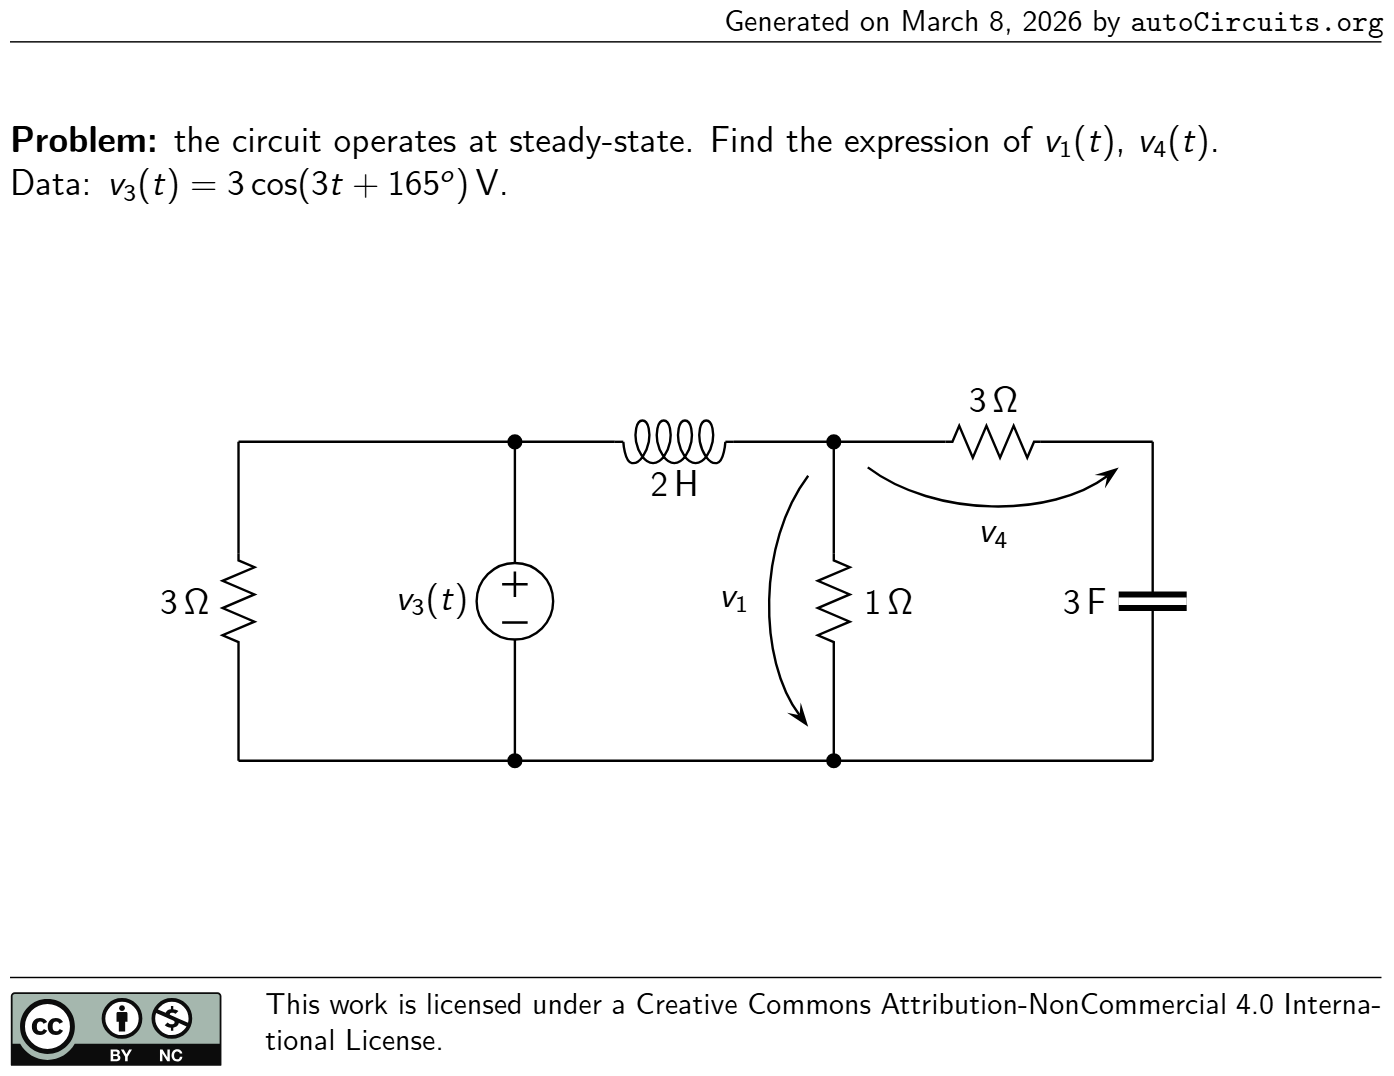 Generated on March 8, 2026 by autoCircuits.org
Problem: the circuit operates at steady-state. Find the expression of v₁(t), v₄(t).
Data: v₃(t) = 3 cos(3t + 165º) V.
3 Ω
2 H
v₄
3 Ω
v₃(t)
+
−
v₁
1 Ω
3 F
cc
BY NC
This work is licensed under a Creative Commons Attribution-NonCommercial 4.0 Interna-
tional License.